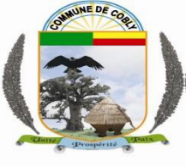 COMMUNE DE COBLY
Unité Prospérité Paix